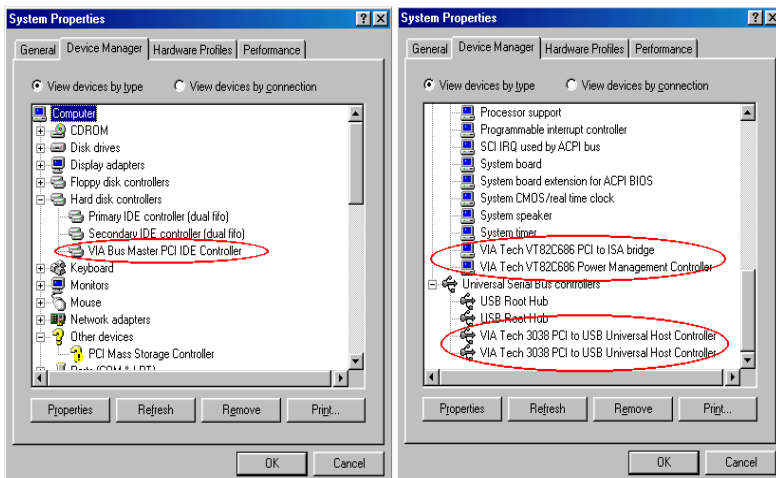 System Properties
General Device Manager Hardware Profiles Performance
View devices by type View devices by connection
Computer
CDROM
Disk drives
Display adapters
Floppy disk controllers
Hard disk controllers
Primary IDE controller (dual fifo)
Secondary IDE controller (dual fifo)
VIA Bus Master PCI IDE Controller
Keyboard
Monitors
Mouse
Network adapters
Other devices
PCI Mass Storage Controller
Ports (COM & LPT)
Properties Refresh Remove Print...
OK Cancel
System Properties
General Device Manager Hardware Profiles Performance
View devices by type View devices by connection
Processor support
Programmable interrupt controller
SCI IRQ used by ACPI bus
System board
System board extension for ACPI BIOS
System CMOS/real time clock
System speaker
System timer
VIA Tech VT82C686 PCI to ISA bridge
VIA Tech VT82C686 Power Management Controller
Universal Serial Bus controllers
USB Root Hub
USB Root Hub
VIA Tech 3038 PCI to USB Universal Host Controller
VIA Tech 3038 PCI to USB Universal Host Controller
Properties Refresh Remove Print...
OK Cancel